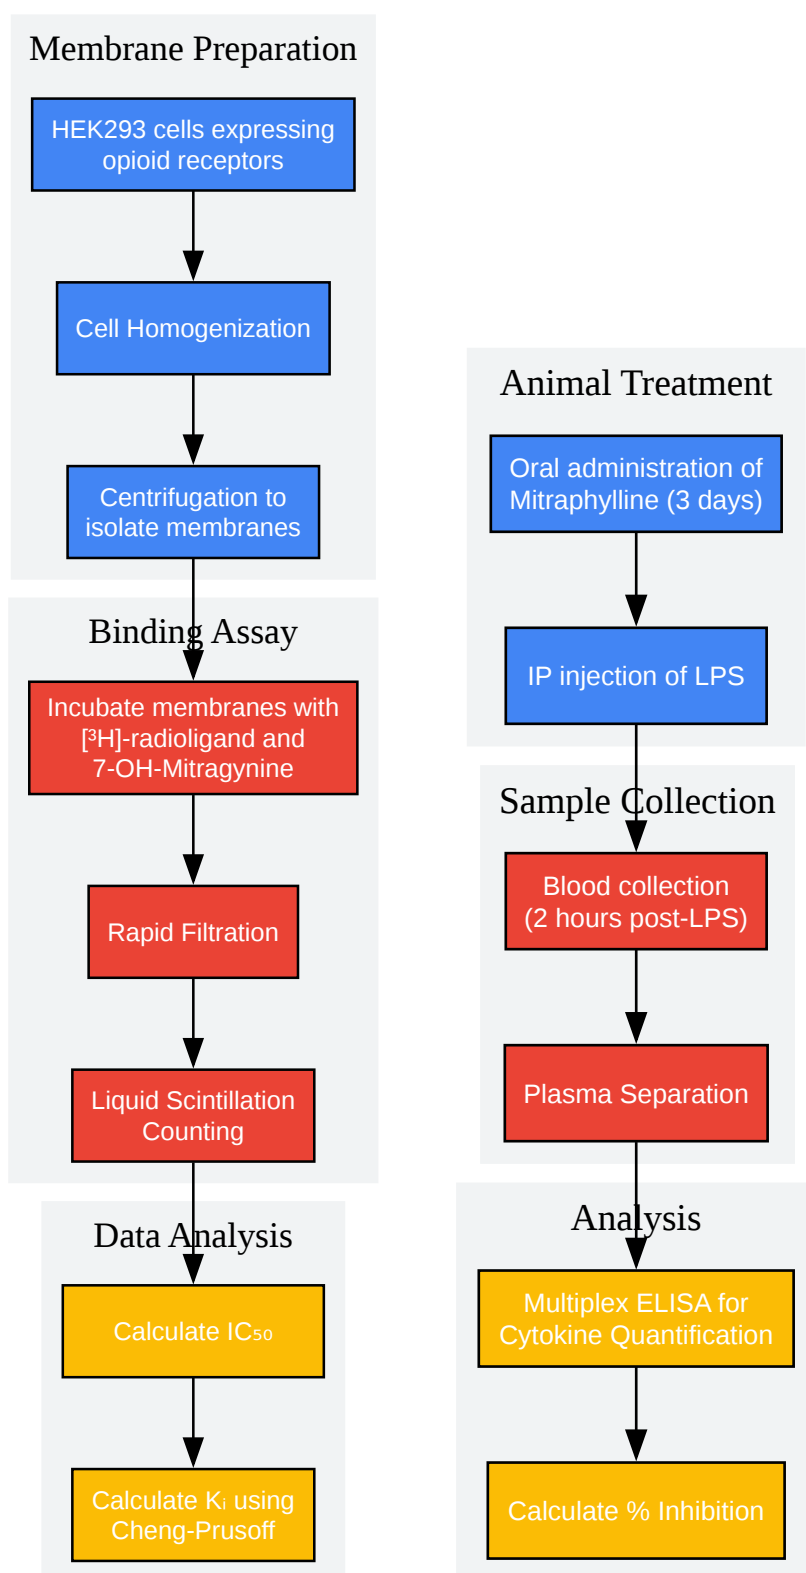 Membrane Preparation
HEK293 cells expressing
opioid receptors
Cell Homogenization
Centrifugation to
isolate membranes
Binding Assay
Incubate membranes with
[³H]-radioligand and
7-OH-Mitragynine
Rapid Filtration
Liquid Scintillation
Counting
Data Analysis
Calculate IC₅₀
Calculate Kᵢ using
Cheng-Prusoff
Animal Treatment
Oral administration of
Mitraphylline (3 days)
IP injection of LPS
Sample Collection
Blood collection
(2 hours post-LPS)
Plasma Separation
Analysis
Multiplex ELISA for
Cytokine Quantification
Calculate % Inhibition